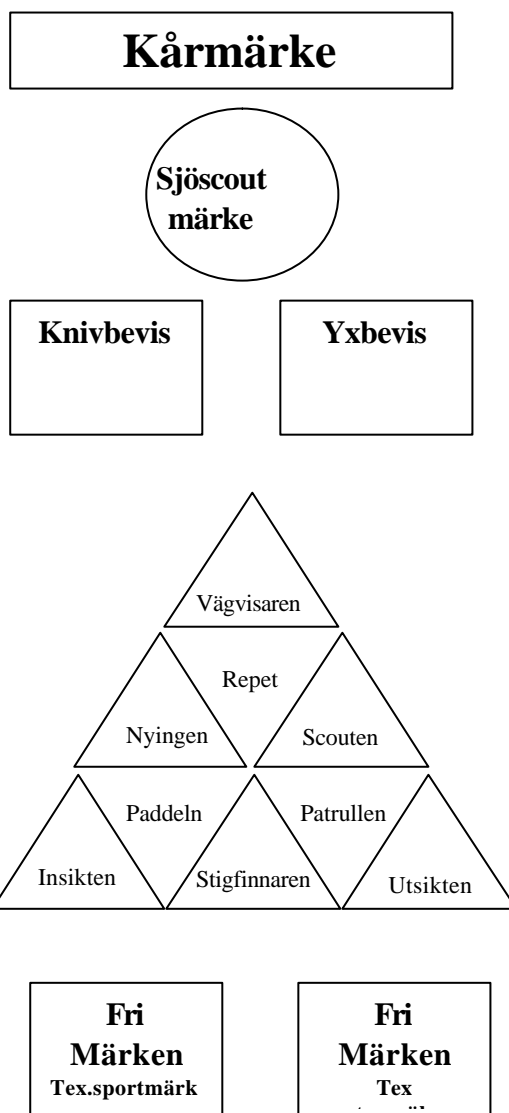 Kårmärke
Sjöscout
märke
Knivbevis
Yxbevis
Vägvisaren
Repet
Nyingen
Scouten
Paddeln
Patrullen
Insikten
Stigfinnaren
Utsikten
Fri
Märken
Tex.sportmärk
Fri
Märken
Tex